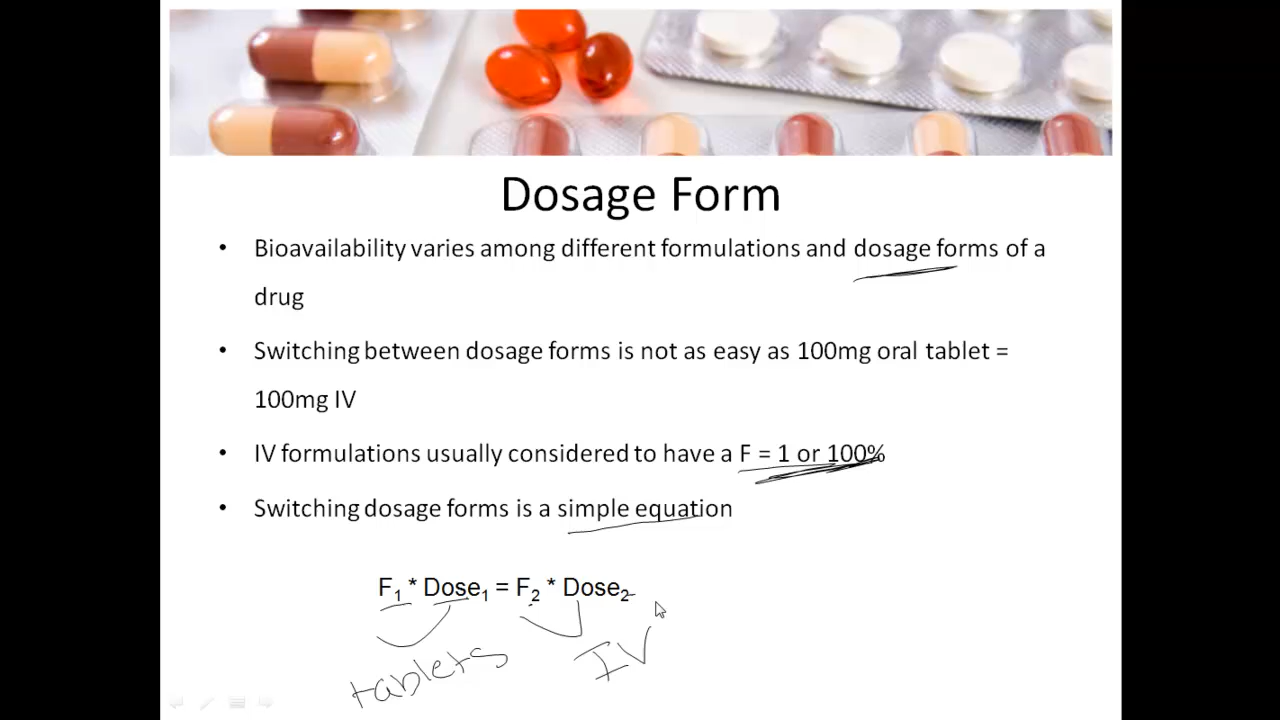 Dosage Form
• Bioavailability varies among different formulations and dosage forms of a
drug
• Switching between dosage forms is not as easy as 100mg oral tablet =
100mg IV
• IV formulations usually considered to have a F = 1 or 100%
• Switching dosage forms is a simple equation
F₁ * Dose₁ = F₂ * Dose₂
tablets
IV